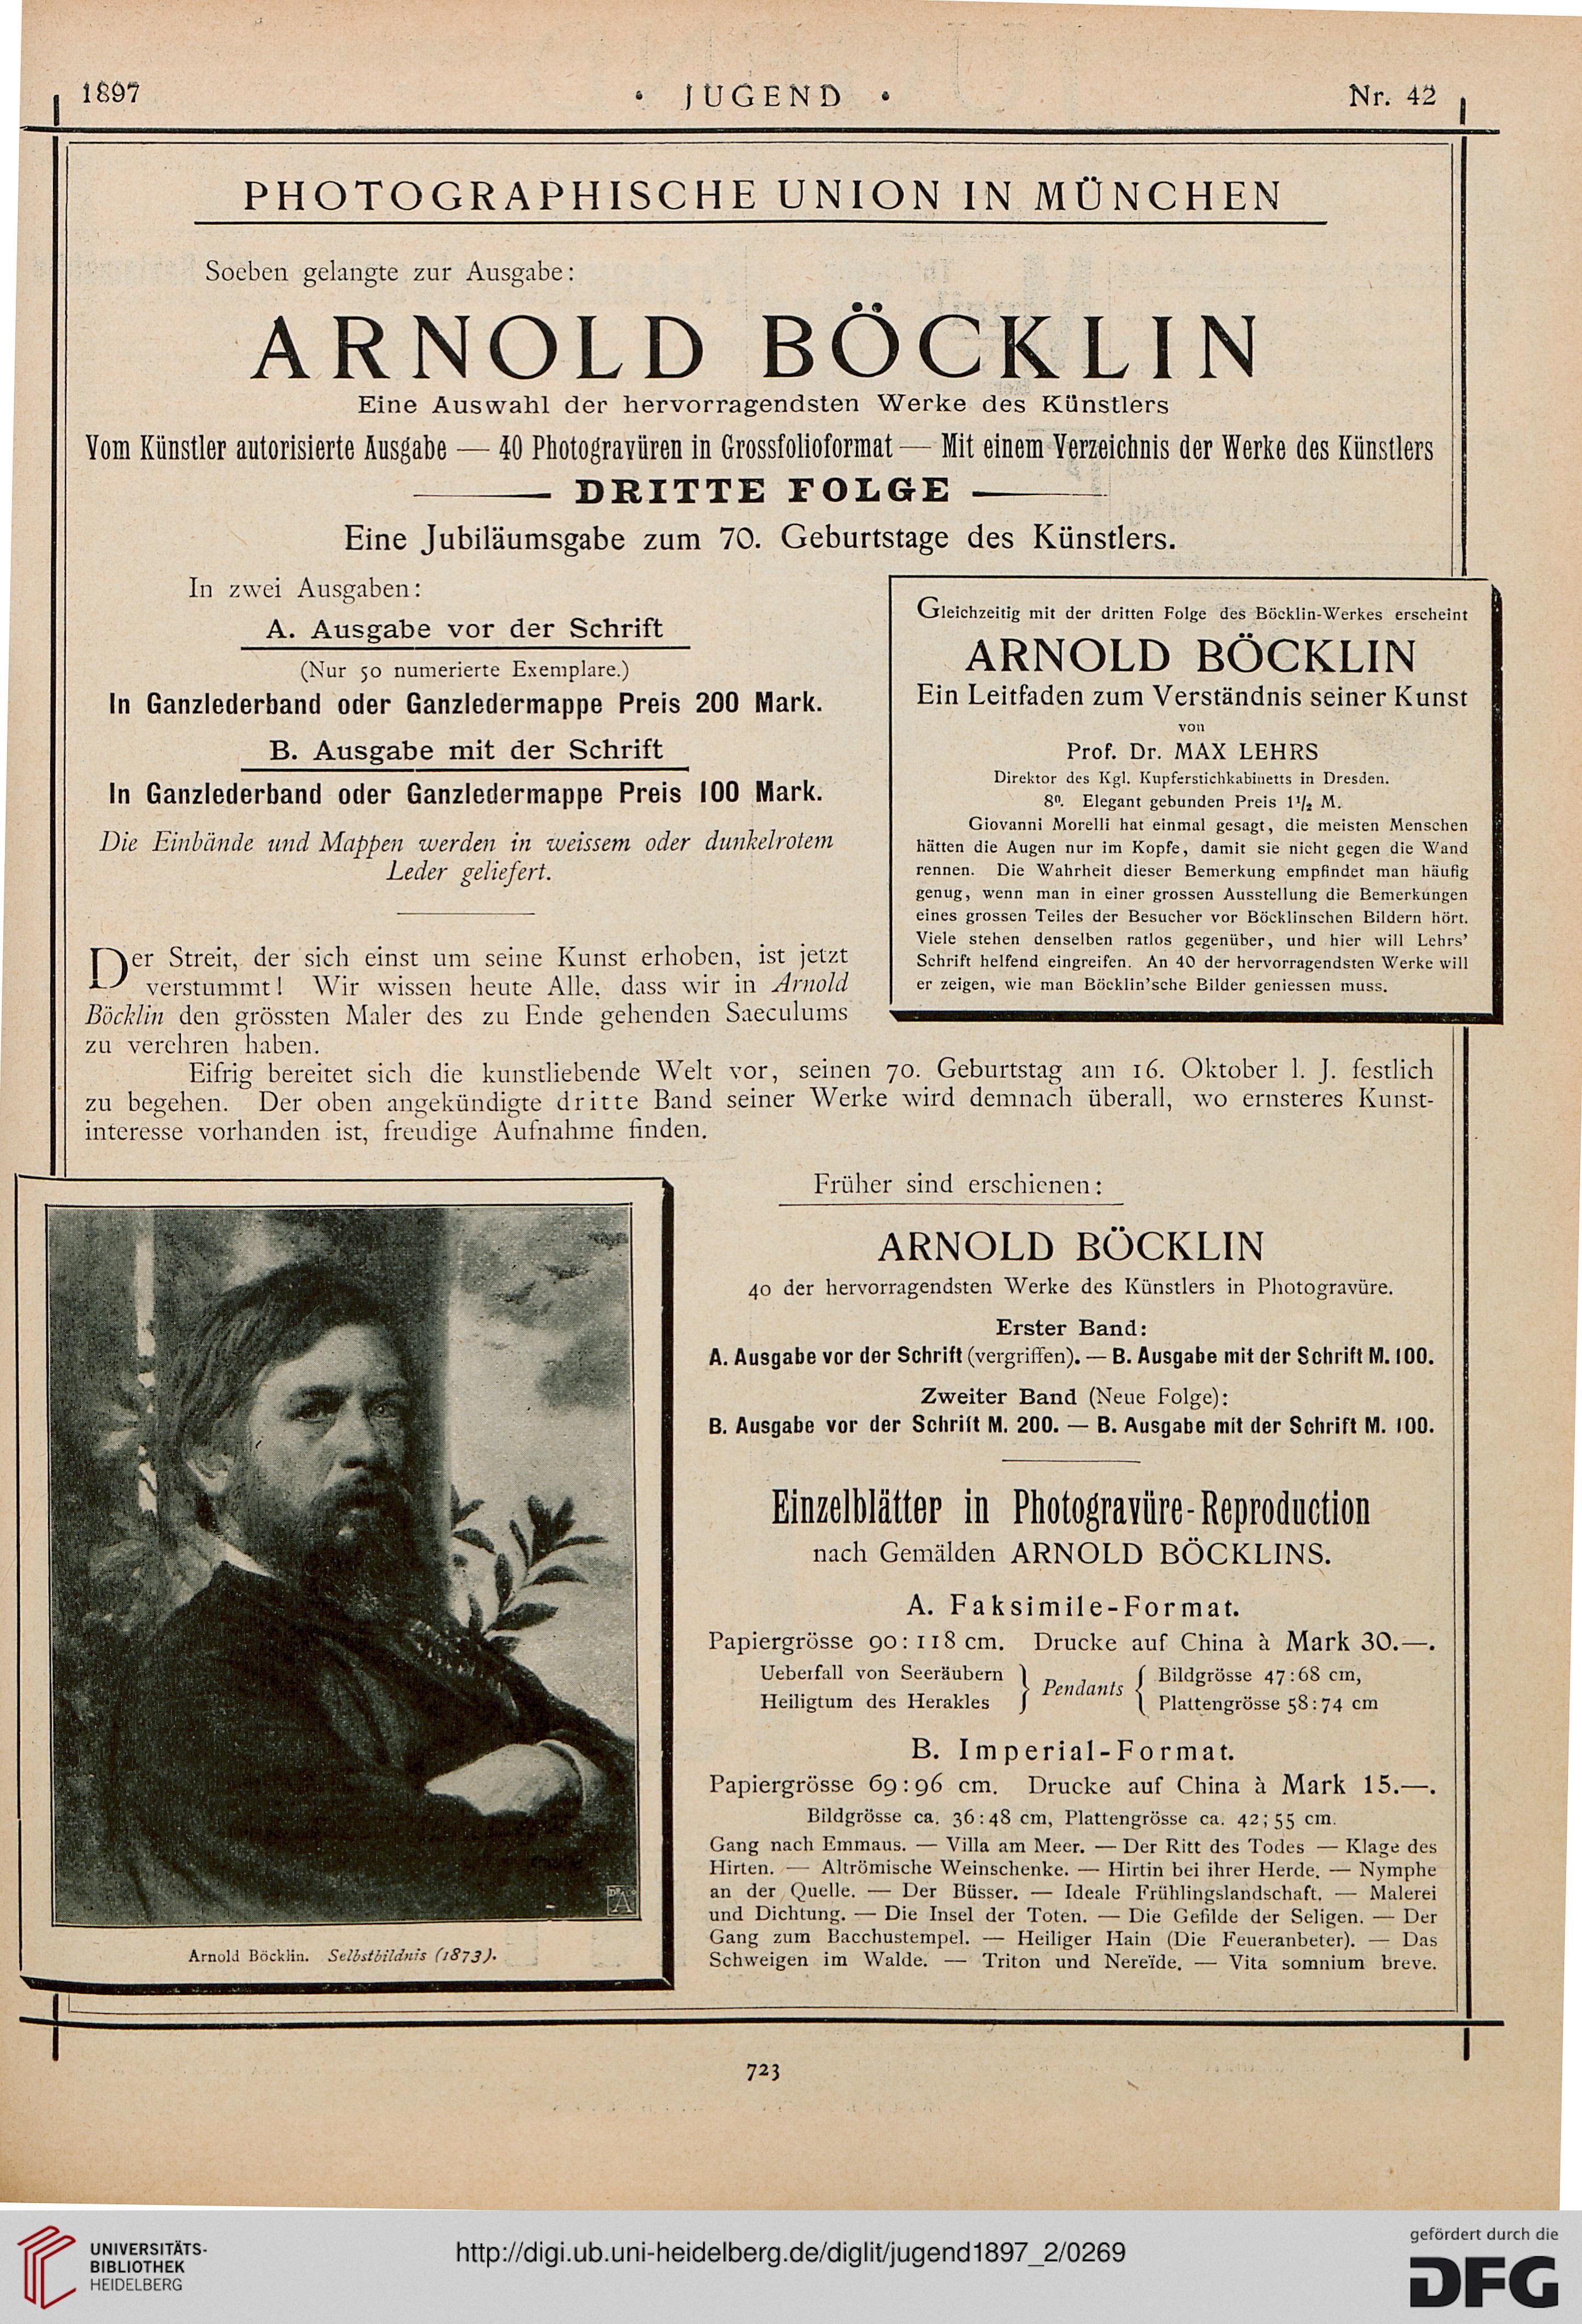 1897
• JUGEND •
Nr. 42
PHOTOGRAPHISCHE UNION IN MÜNCHEN
Soeben gelangte zur Ausgabe:
ARNOLD BÖCKLIN
Eine Auswahl der hervorragendsten Werke des Künstlers
Vom Künstler autorisierte Ausgabe — 40 Photogravüren in Grossfolioformat — Mit einem Verzeichnis der Werke des Künstlers
— DRITTE FOLGE —
Eine Jubiläumsgabe zum 70. Geburtstage des Künstlers.
In zwei Ausgaben:
A. Ausgabe vor der Schrift
(Nur 50 numerierte Exemplare.)
In Ganzlederband oder Ganzledermappe Preis 200 Mark.
B. Ausgabe mit der Schrift
In Ganzlederband oder Ganzledermappe Preis 100 Mark.
Die Einbände und Mappen werden in weissem oder dunkelrotem
Leder geliefert.
Gleichzeitig mit der dritten Folge des Böcklin-Werkes erscheint
ARNOLD BÖCKLIN
Ein Leitfaden zum Verständnis seiner Kunst
von
Prof. Dr. MAX LEHRS
Direktor des Kgl. Kupferstichkabinetts in Dresden.
8º. Elegant gebunden Preis 1½ M.
Giovanni Morelli hat einmal gesagt, die meisten Menschen
hätten die Augen nur im Kopfe, damit sie nicht gegen die Wand
rennen. Die Wahrheit dieser Bemerkung empfindet man häufig
genug, wenn man in einer grossen Ausstellung die Bemerkungen
eines grossen Teiles der Besucher vor Böcklinschen Bildern hört.
Viele stehen denselben ratlos gegenüber, und hier will Lehrs'
Schrift helfend eingreifen. An 40 der hervorragendsten Werke will
er zeigen, wie man Böcklin'sche Bilder geniessen muss.
Der Streit, der sich einst um seine Kunst erhoben, ist jetzt
verstummt! Wir wissen heute Alle, dass wir in Arnold
Böcklin den grössten Maler des zu Ende gehenden Saeculums
zu verehren haben.
Eifrig bereitet sich die kunstliebende Welt vor, seinen 70. Geburtstag am 16. Oktober l. J. festlich
zu begehen. Der oben angekündigte dritte Band seiner Werke wird demnach überall, wo ernsteres Kunst-
interesse vorhanden ist, freudige Aufnahme finden.
Früher sind erschienen:
ARNOLD BÖCKLIN
40 der hervorragendsten Werke des Künstlers in Photogravüre.
Erster Band:
A. Ausgabe vor der Schrift (vergriffen). — B. Ausgabe mit der Schrift M. 100.
Zweiter Band (Neue Folge):
B. Ausgabe vor der Schrift M. 200. — B. Ausgabe mit der Schrift M. 100.
Einzelblätter in Photogravüre-Reproduction
nach Gemälden ARNOLD BÖCKLINS.
A. Faksimile-Format.
Papiergrösse 90:118 cm. Drucke auf China à Mark 30.—.
Ueberfall von Seeräubern } Pendants { Bildgrösse 47:68 cm,
Heiligtum des Herakles } { Plattengrösse 58:74 cm
B. Imperial-Format.
Papiergrösse 69:96 cm. Drucke auf China à Mark 15.—.
Bildgrösse ca. 36:48 cm, Plattengrösse ca. 42;55 cm.
Gang nach Emmaus. — Villa am Meer. — Der Ritt des Todes — Klage des
Hirten. — Altrömische Weinschenke. — Hirtin bei ihrer Herde. — Nymphe
an der Quelle. — Der Büsser. — Ideale Frühlingslandschaft. — Malerei
und Dichtung. — Die Insel der Toten. — Die Gefilde der Seligen. — Der
Gang zum Bacchustempel. — Heiliger Hain (Die Feueranbeter). — Das
Schweigen im Walde. — Triton und Nereïde. — Vita somnium breve.
Arnold Böcklin. Selbstbildnis (1873).
723
UNIVERSITÄTS-
BIBLIOTHEK
HEIDELBERG
http://digi.ub.uni-heidelberg.de/diglit/jugend1897_2/0269
gefördert durch die
DFG